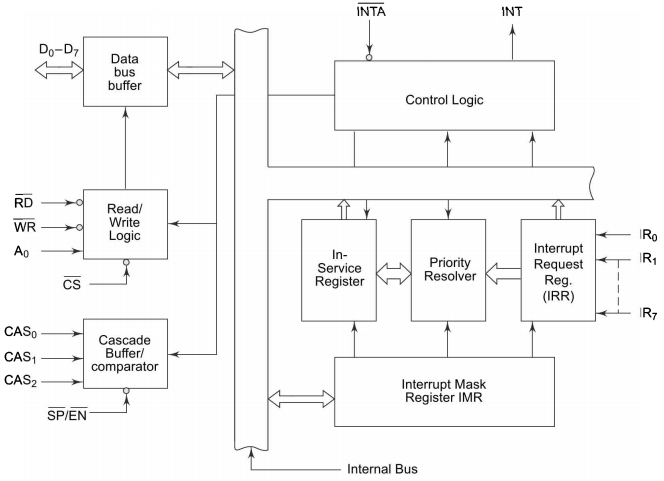 INTA
INT
D0–D7
Data
bus
buffer
Control Logic
RD
WR
A0
Read/
Write
Logic
CS
In-
Service
Register
Priority
Resolver
Interrupt
Request
Reg.
(IRR)
IR0
IR1
IR7
CAS0
CAS1
CAS2
Cascade
Buffer/
comparator
SP/EN
Interrupt Mask
Register IMR
Internal Bus